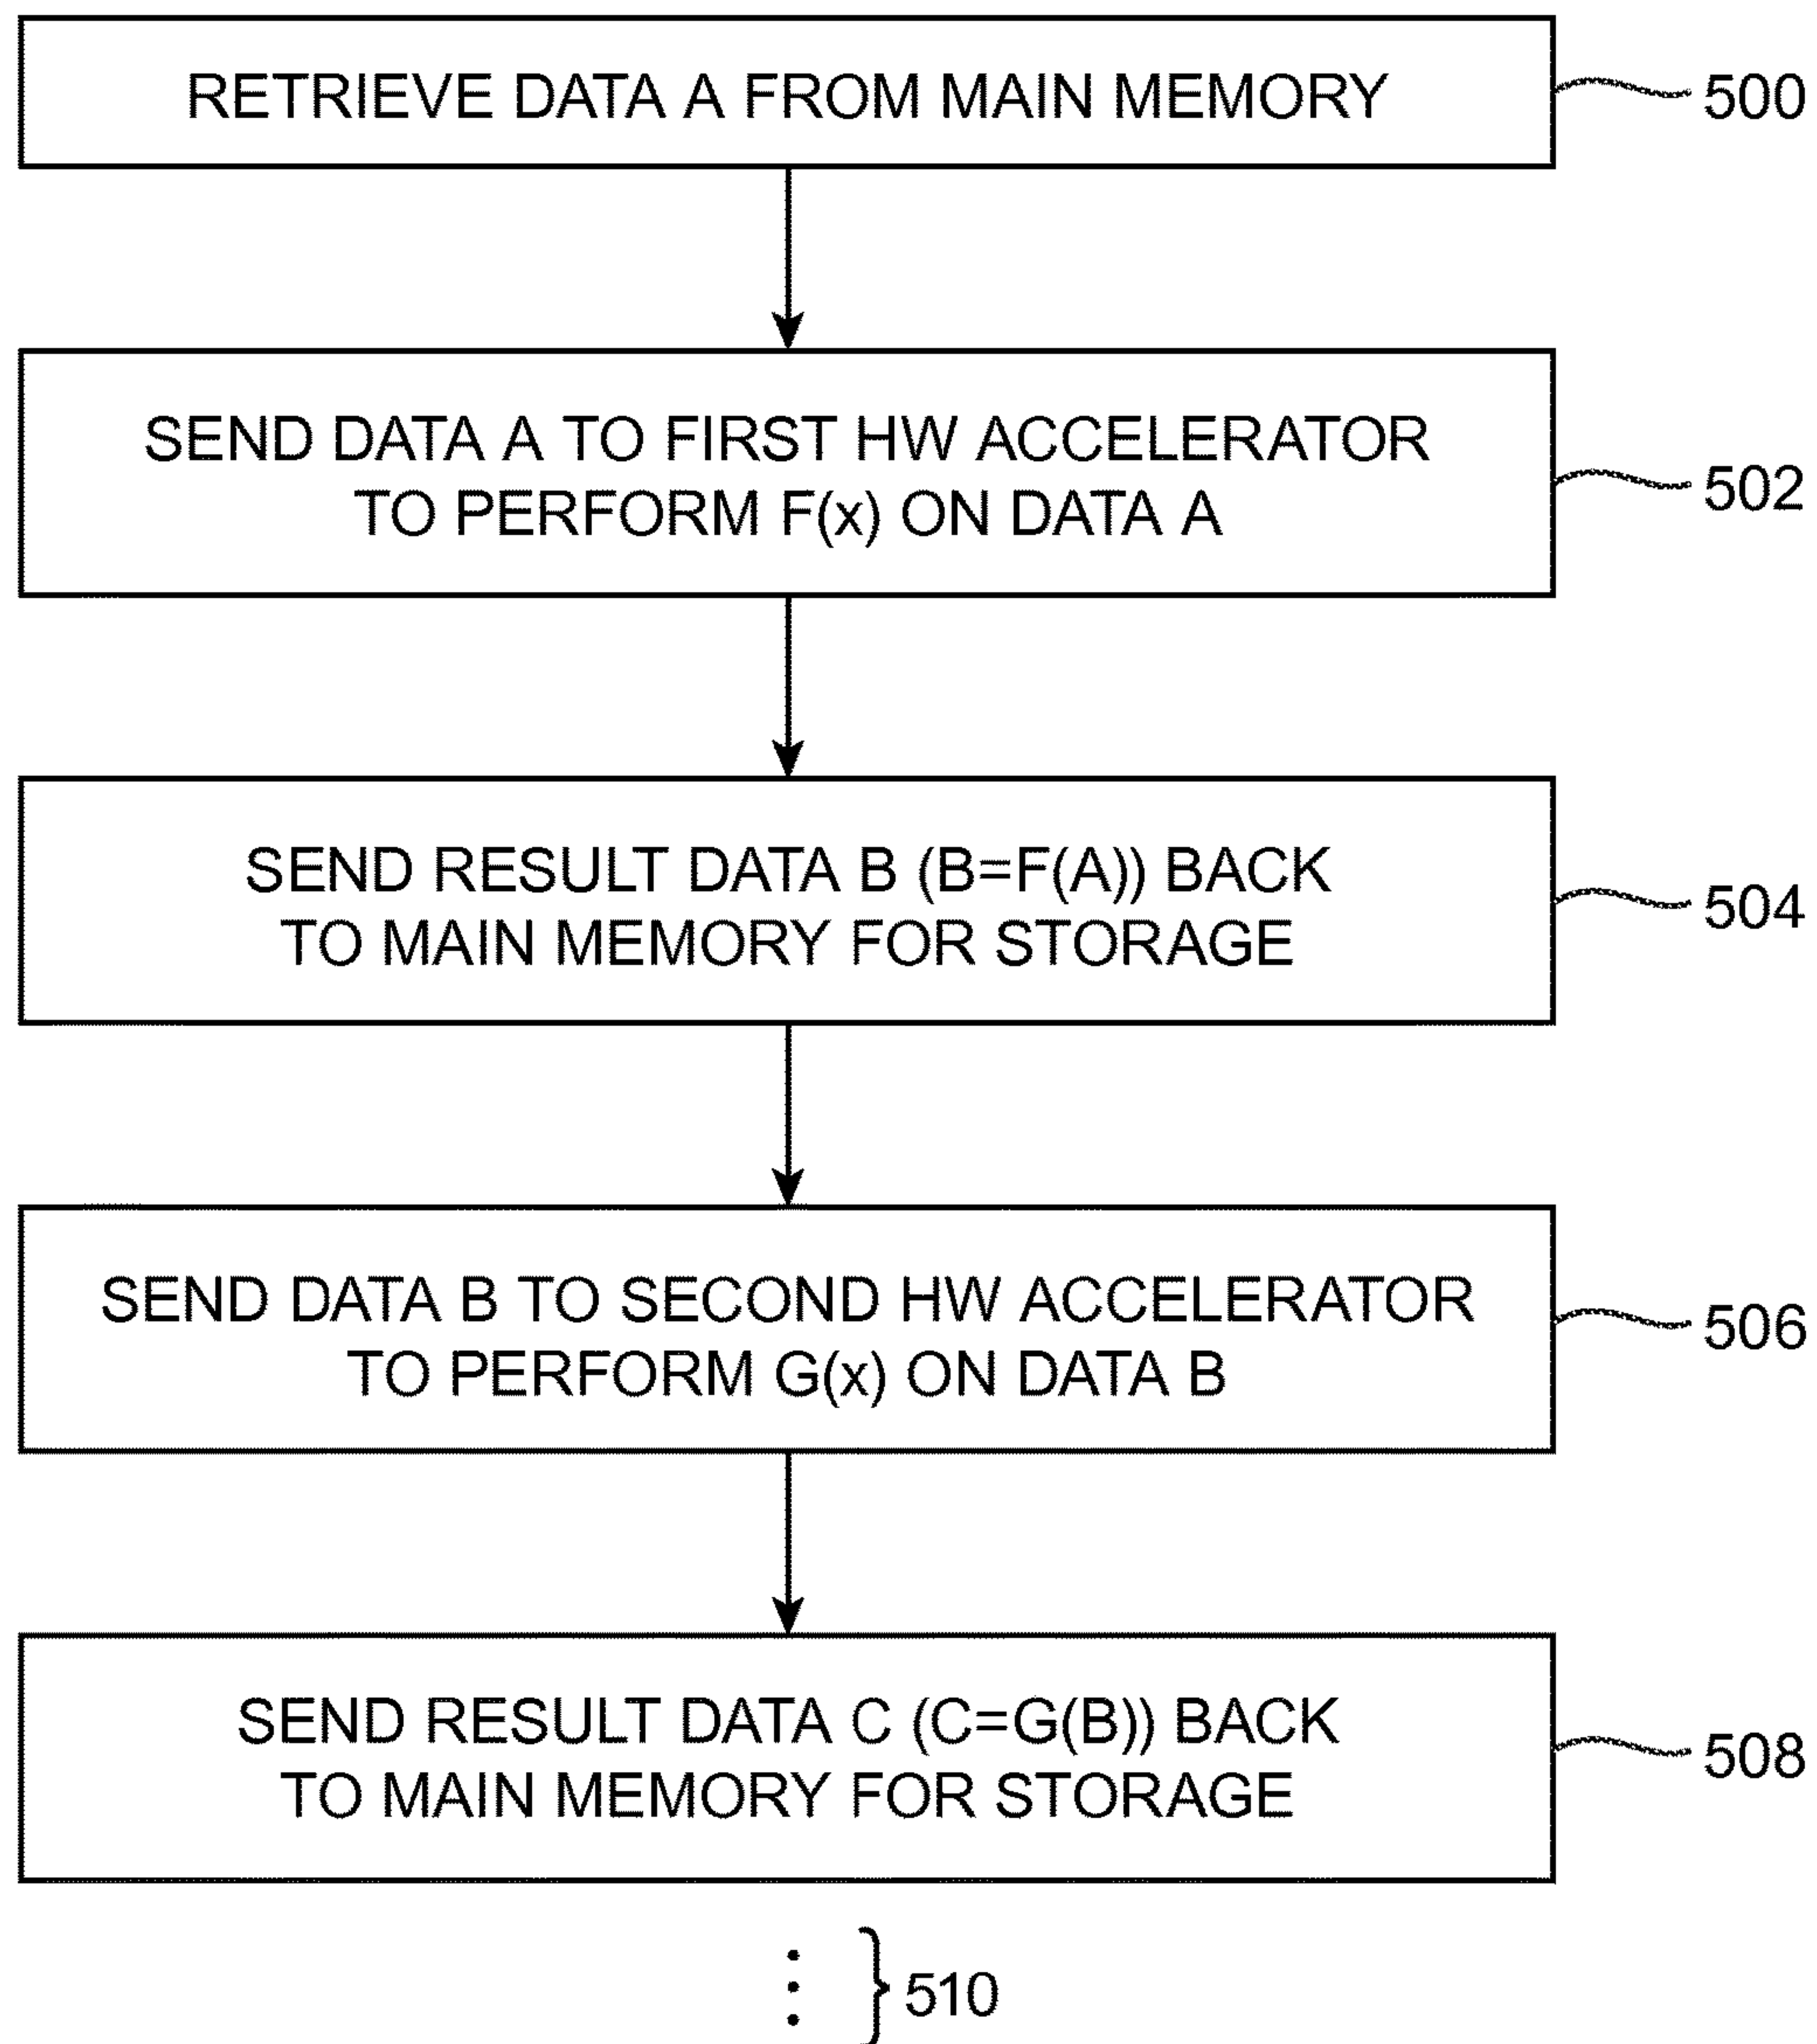 RETRIEVE DATA A FROM MAIN MEMORY
500
SEND DATA A TO FIRST HW ACCELERATOR
TO PERFORM F(x) ON DATA A
502
SEND RESULT DATA B (B=F(A)) BACK
TO MAIN MEMORY FOR STORAGE
504
SEND DATA B TO SECOND HW ACCELERATOR
TO PERFORM G(x) ON DATA B
506
SEND RESULT DATA C (C=G(B)) BACK
TO MAIN MEMORY FOR STORAGE
508
510